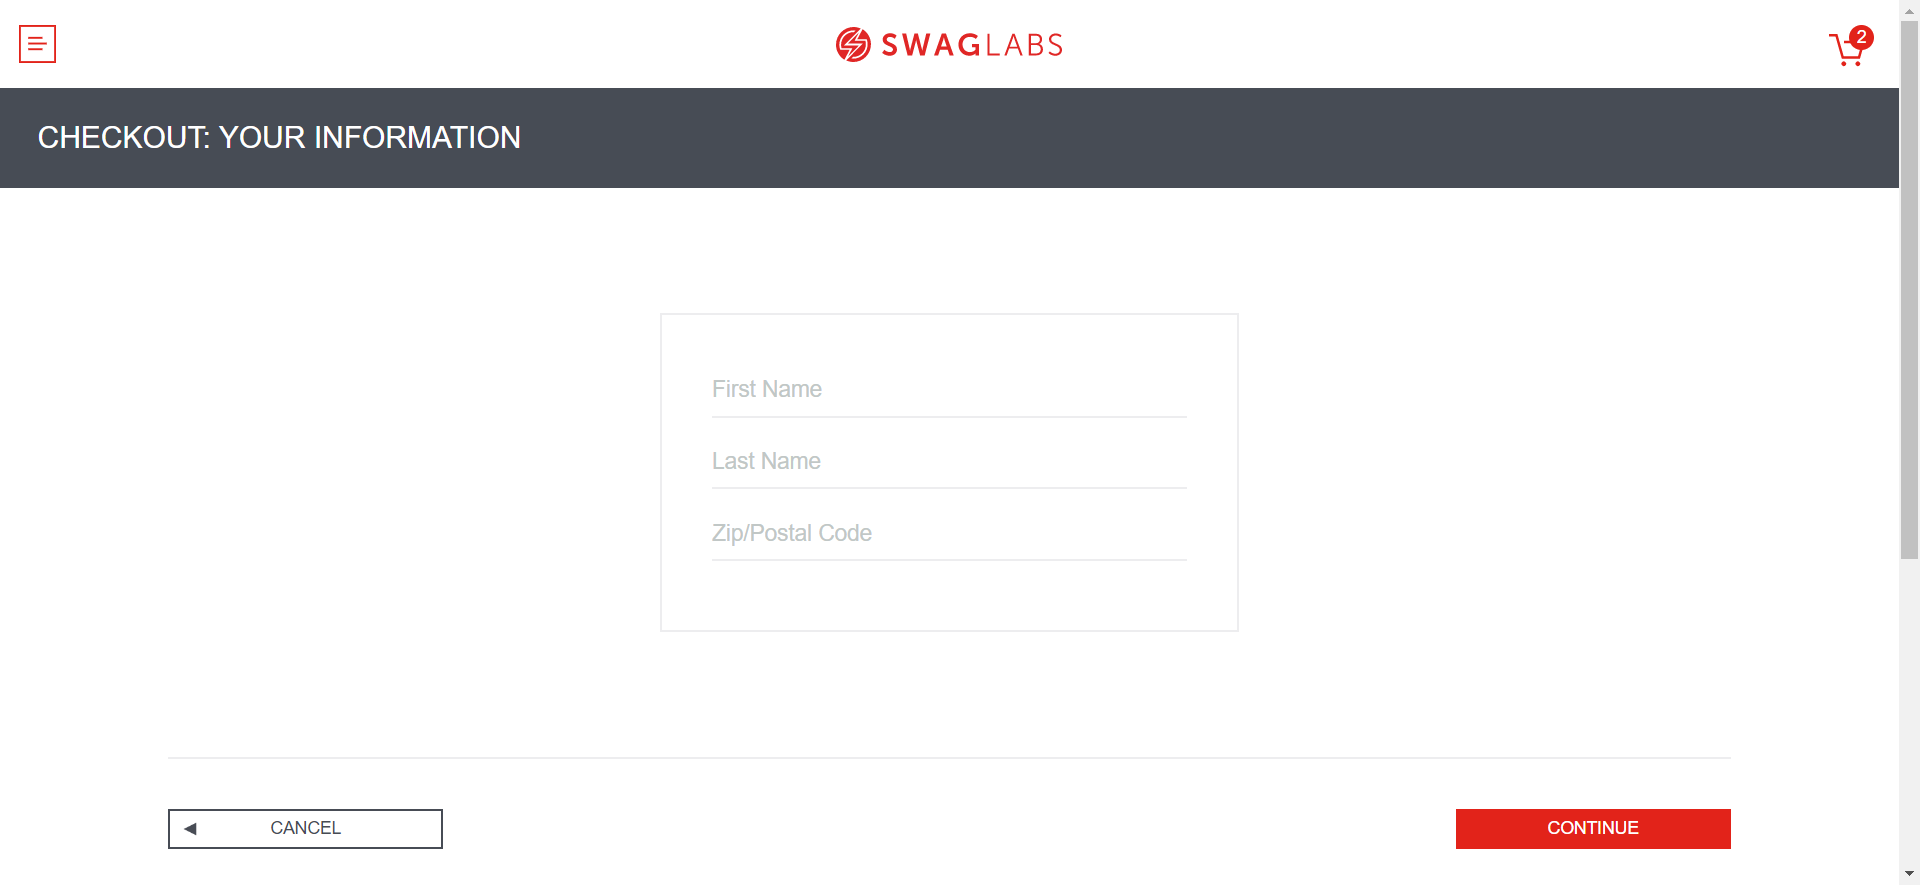 SWAGLABS
2
CHECKOUT: YOUR INFORMATION
First Name
Last Name
Zip/Postal Code
CANCEL
CONTINUE